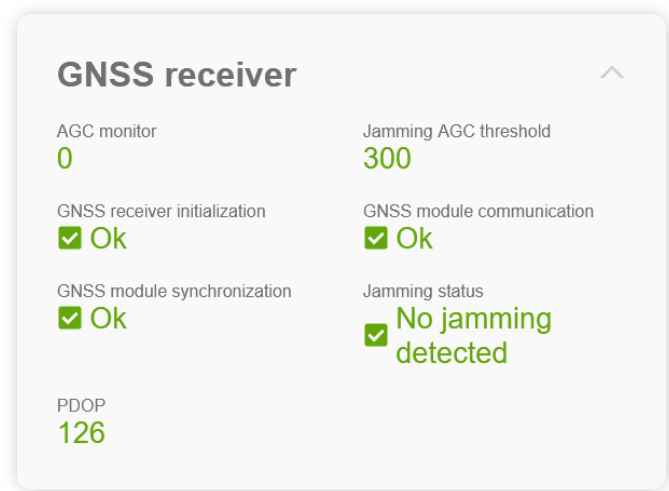 GNSS receiver
AGC monitor
0
Jamming AGC threshold
300
GNSS receiver initialization
Ok
GNSS module communication
Ok
GNSS module synchronization
Ok
Jamming status
No jamming
detected
PDOP
126